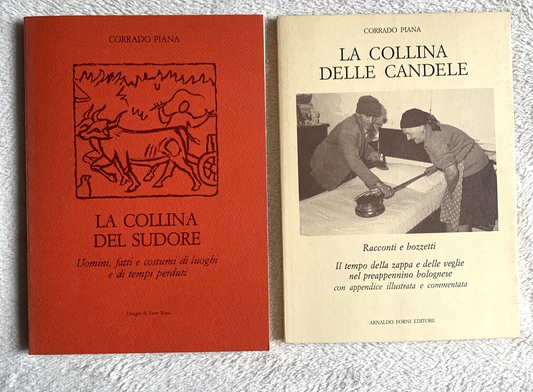 CORRADO PIANA
LA COLLINA
DEL SUDORE
Uomini, fatti e costumi di luoghi
e di tempi perduti
Disegni di
CORRADO PIANA
LA COLLINA
DELLE CANDELE
Racconti e bozzetti
Il tempo della zappa e delle veglie
nel preappennino bolognese
con appendice illustrata e commentata
ARNALDO FORNI EDITORE